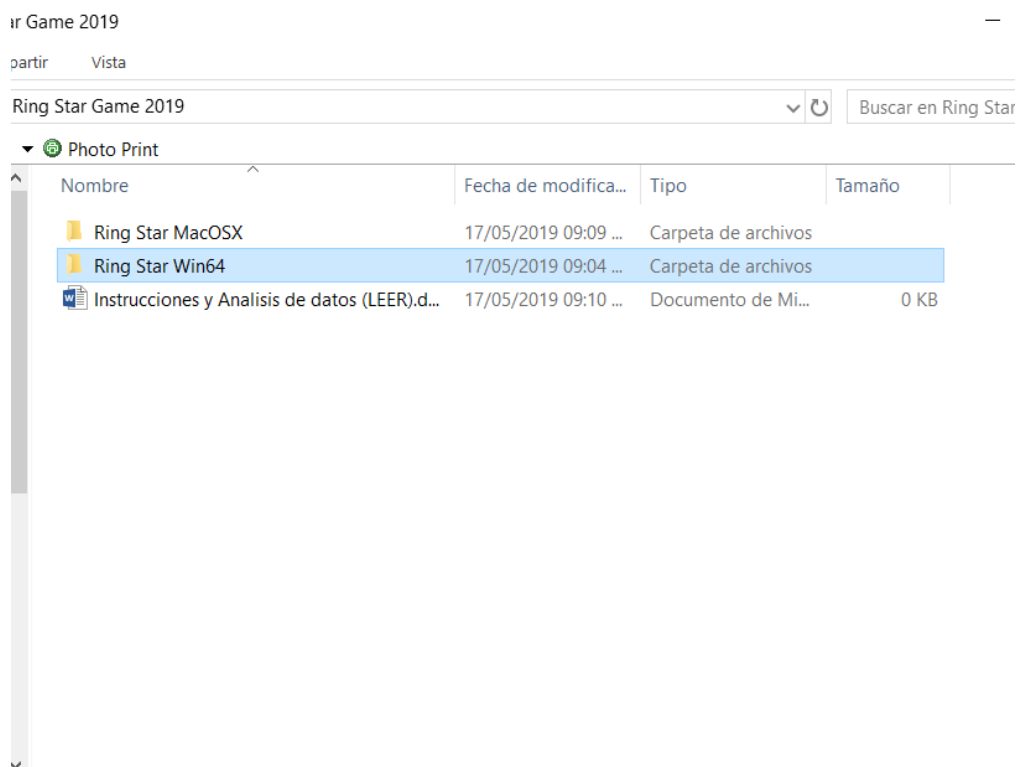 ar Game 2019
partir Vista
Ring Star Game 2019 Buscar en Ring Star
Photo Print
Nombre Fecha de modifica... Tipo Tamaño
Ring Star MacOSX 17/05/2019 09:09 ... Carpeta de archivos
Ring Star Win64 17/05/2019 09:04 ... Carpeta de archivos
Instrucciones y Analisis de datos (LEER).d... 17/05/2019 09:10 ... Documento de Mi... 0 KB